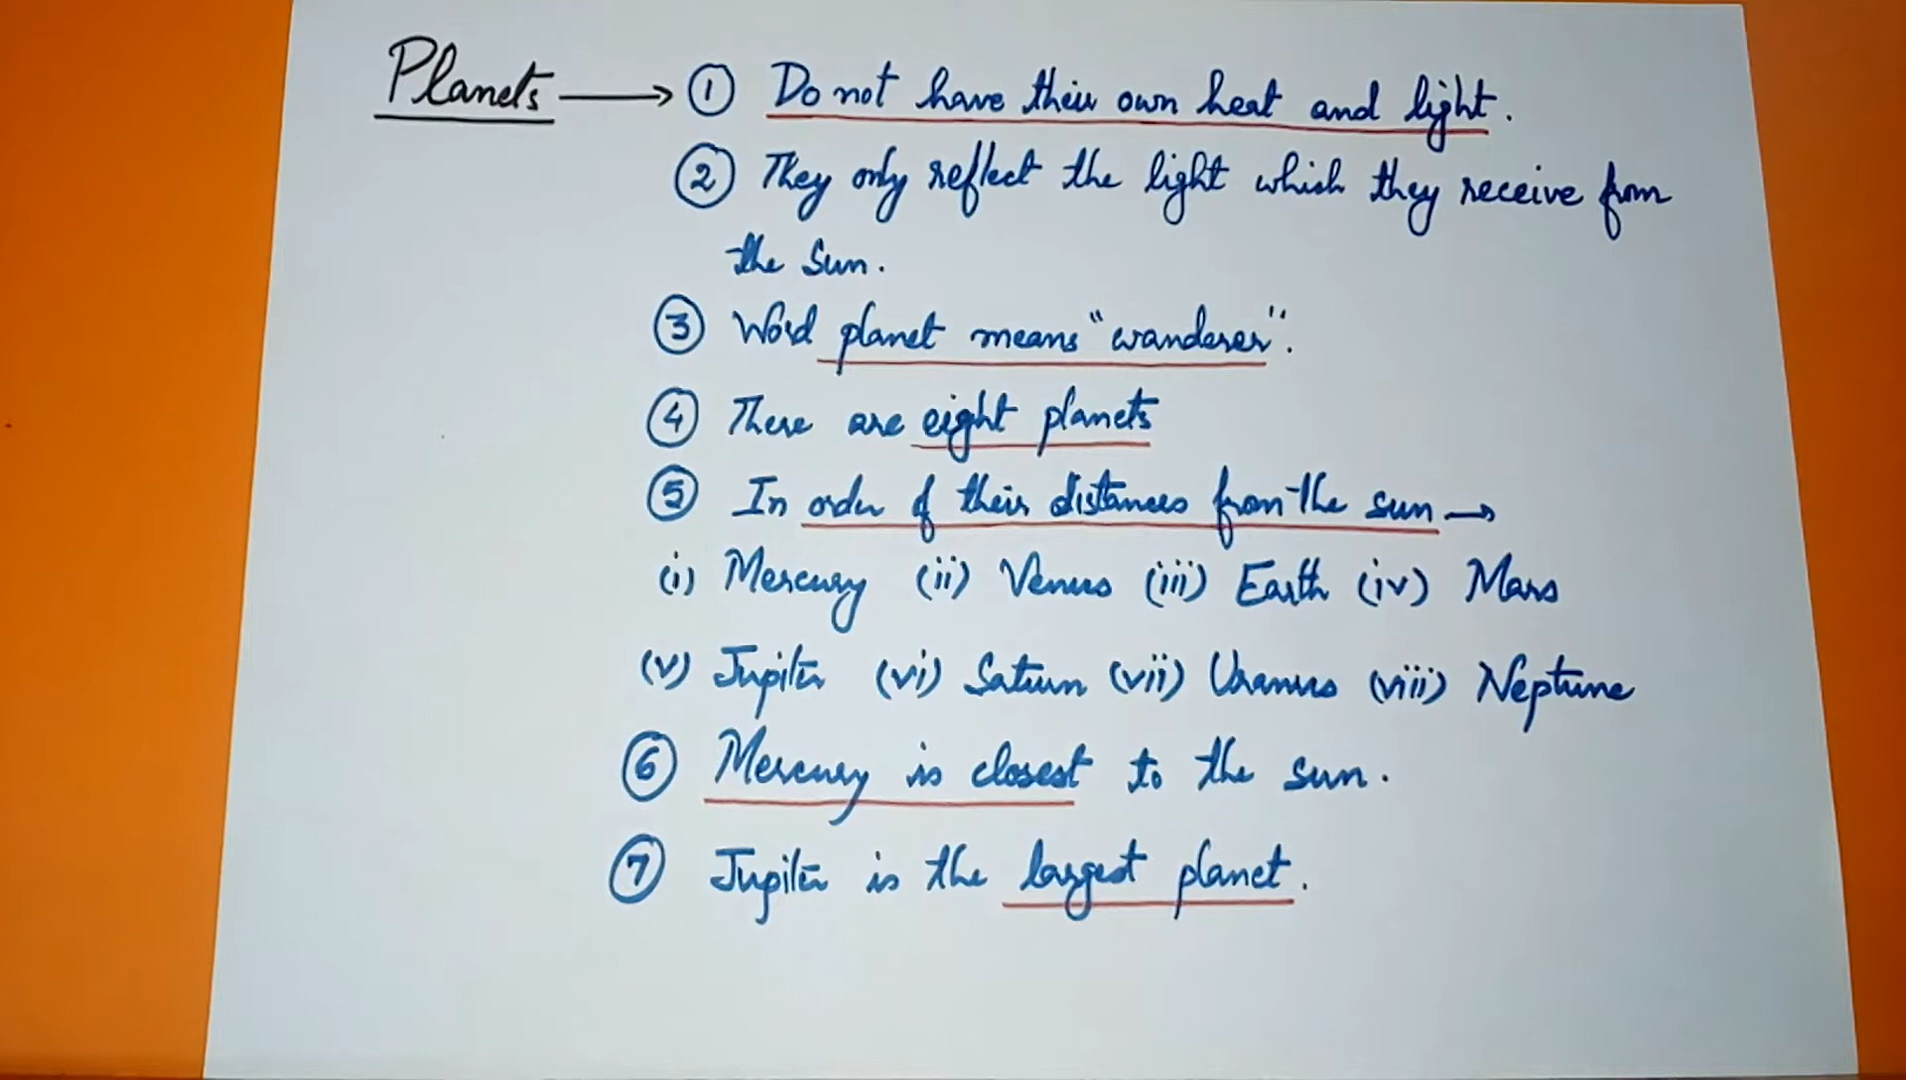 Planets → ① Do not have their own heat and light.
② They only reflect the light which they receive from
the Sun.
③ Word planet means "wanderer".
④ There are eight planets
⑤ In order of their distances from the sun →
(i) Mercury (ii) Venus (iii) Earth (iv) Mars
(v) Jupiter (vi) Saturn (vii) Uranus (viii) Neptune
⑥ Mercury is closest to the sun.
⑦ Jupiter is the largest planet.